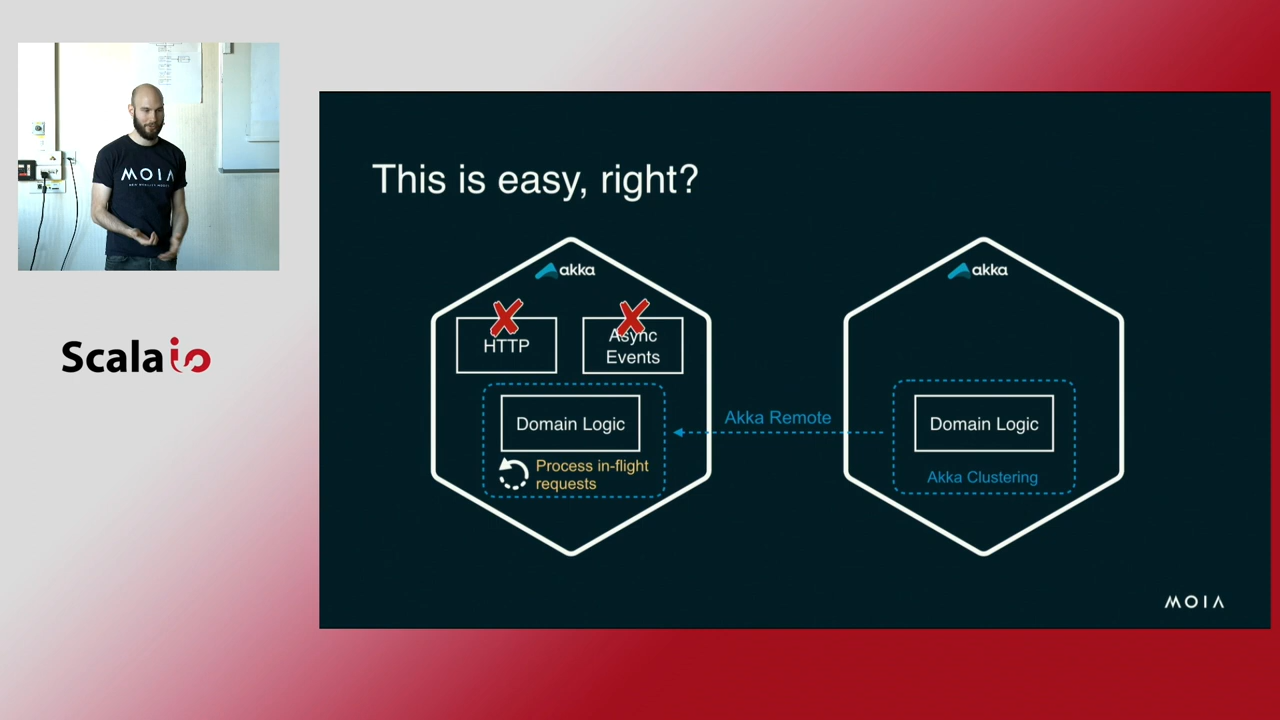 MOIA
Scala io
This is easy, right?
akka
HTTP
Async
Events
Domain Logic
Process in-flight
requests
Akka Remote
akka
Domain Logic
Akka Clustering
MOIA